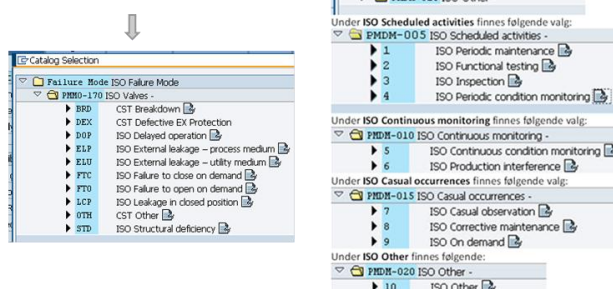 Catalog Selection
Failure Mode ISO Failure Mode
PMM0-170 ISO Valves -
BRD CST Breakdown
DEX CST Defective EX Protection
DOP ISO Delayed operation
ELP ISO External leakage – process medium
ELU ISO External leakage – utility medium
FTC ISO Failure to close on demand
FTO ISO Failure to open on demand
LCP ISO Leakage in closed position
OTH CST Other
STD ISO Structural deficiency
Under ISO Scheduled activities finnes følgende valg:
PMDM-005 ISO Scheduled activities -
1 ISO Periodic maintenance
2 ISO Functional testing
3 ISO Inspection
4 ISO Periodic condition monitoring
Under ISO Continuous monitoring finnes følgende valg:
PMDM-010 ISO Continuous monitoring -
5 ISO Continuous condition monitoring
6 ISO Production interference
Under ISO Casual occurrences finnes følgende valg:
PMDM-015 ISO Casual occurrences -
7 ISO Casual observation
8 ISO Corrective maintenance
9 ISO On demand
Under ISO Other finnes følgende:
PMDM-020 ISO Other -
10 ISO Other